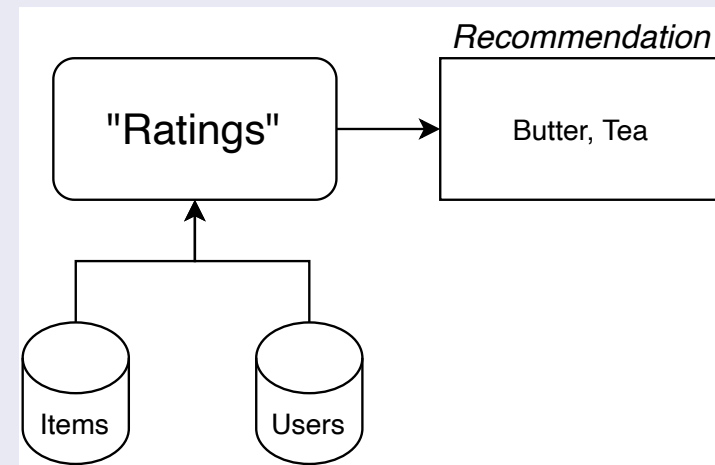 Recommendation
"Ratings"
Butter, Tea
Items
Users